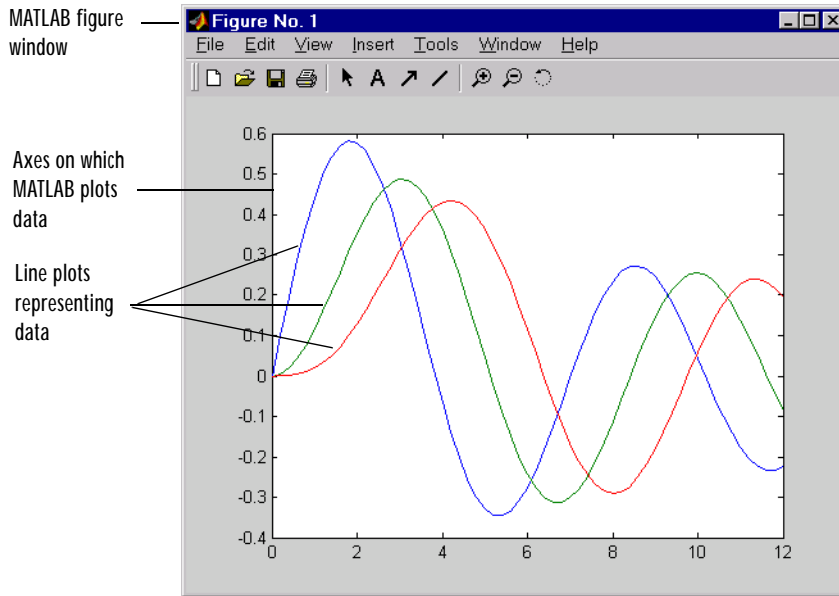 MATLAB figure
window
Figure No. 1
File Edit View Insert Tools Window Help
A
Axes on which
MATLAB plots
data
Line plots
representing
data
0.6
0.5
0.4
0.3
0.2
0.1
0
-0.1
-0.2
-0.3
-0.4
0 2 4 6 8 10 12